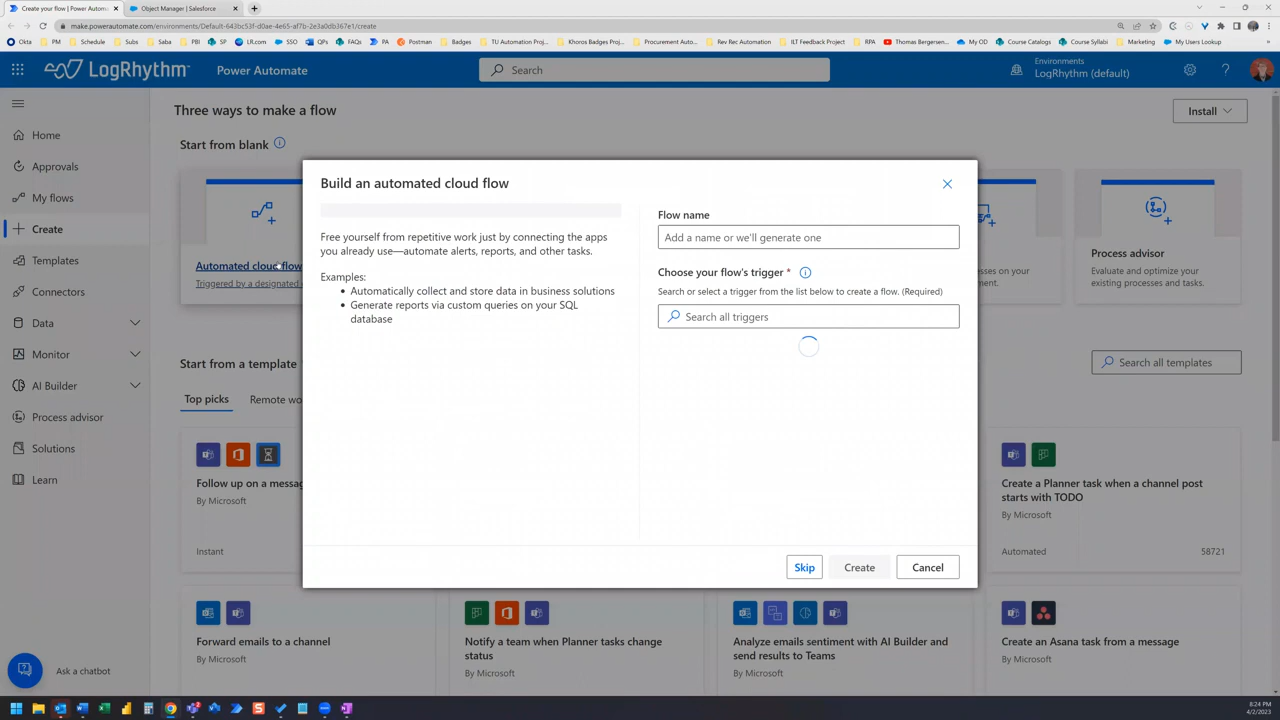 Create your flow | Power Automat
Object Manager | Salesforce
make.powerautomate.com/environments/Default-643bc53f-d0ae-4e65-af7b-2e3a0db367e1/create
Okta
PM
Schedule
Subs
Saba
PBI
SP
LR.com
SSO
QPs
FAQs
PA
Postman
Badges
TU Automation Proj...
Khoros Badges Proj...
Procurement Auto...
Rev Rec Automation
ILT Feedback Project
RPA
Thomas Bergersen...
My OD
Course Catalogs
Course Syllabi
Marketing
My Users Lookup
LogRhythm
Power Automate
Search
Environments
LogRhythm (default)
Home
Approvals
My flows
Create
Templates
Connectors
Data
Monitor
AI Builder
Process advisor
Solutions
Learn
Ask a chatbot
Three ways to make a flow
Install
Start from blank
Automated cloud flow
Triggered by a designated
Process advisor
Evaluate and optimize your
existing processes and tasks.
esses on your
ment.
Start from a template
Search all templates
Top picks
Remote wo
Follow up on a messag
By Microsoft
Instant
Create a Planner task when a channel post
starts with TODO
By Microsoft
Automated
58721
Forward emails to a channel
By Microsoft
Notify a team when Planner tasks change
status
By Microsoft
Analyze emails sentiment with AI Builder and
send results to Teams
By Microsoft
Create an Asana task from a message
By Microsoft
Build an automated cloud flow
Free yourself from repetitive work just by connecting the apps
you already use—automate alerts, reports, and other tasks.
Examples:
• Automatically collect and store data in business solutions
• Generate reports via custom queries on your SQL
database
Flow name
Add a name or we'll generate one
Choose your flow's trigger *
Search or select a trigger from the list below to create a flow. (Required)
Search all triggers
Skip
Create
Cancel
8:24 PM
4/2/2023